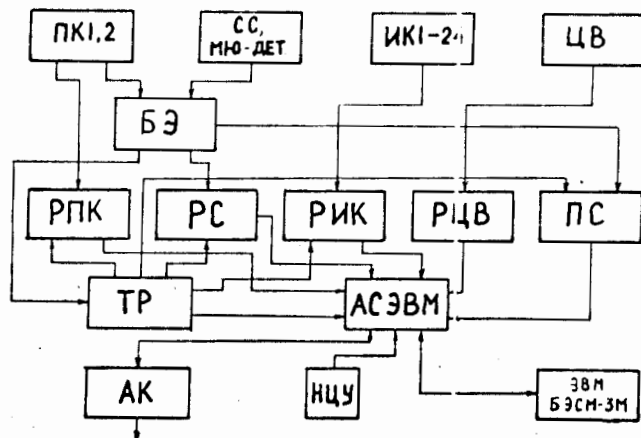 ПК1,2
СС,
МЮ-ДЕТ
ИК1-24
ЦВ
БЭ
РПК
РС
РИК
РЦВ
ПС
ТР
АСЭВМ
АК
НЦУ
ЭВМ
БЭСМ-3М